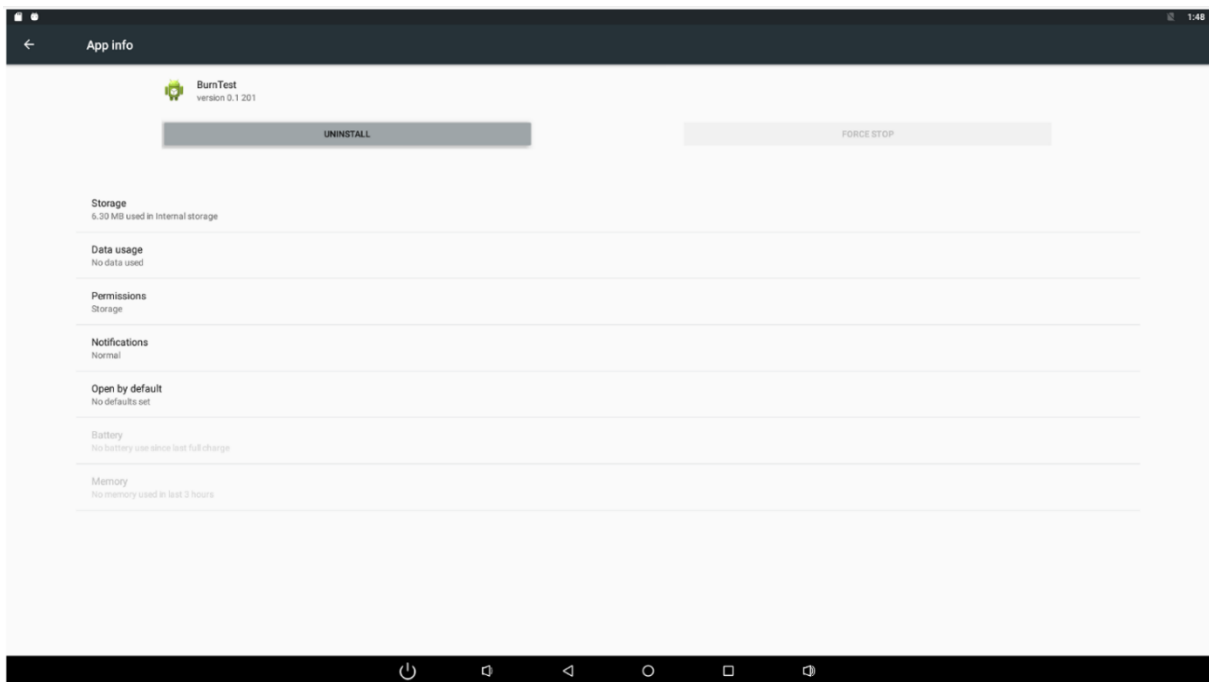 1:48
App info
BurnTest
version 0.1 201
UNINSTALL
FORCE STOP
Storage
6.30 MB used in Internal storage
Data usage
No data used
Permissions
Storage
Notifications
Normal
Open by default
No defaults set
Battery
No battery use since last full charge
Memory
No memory used in last 3 hours